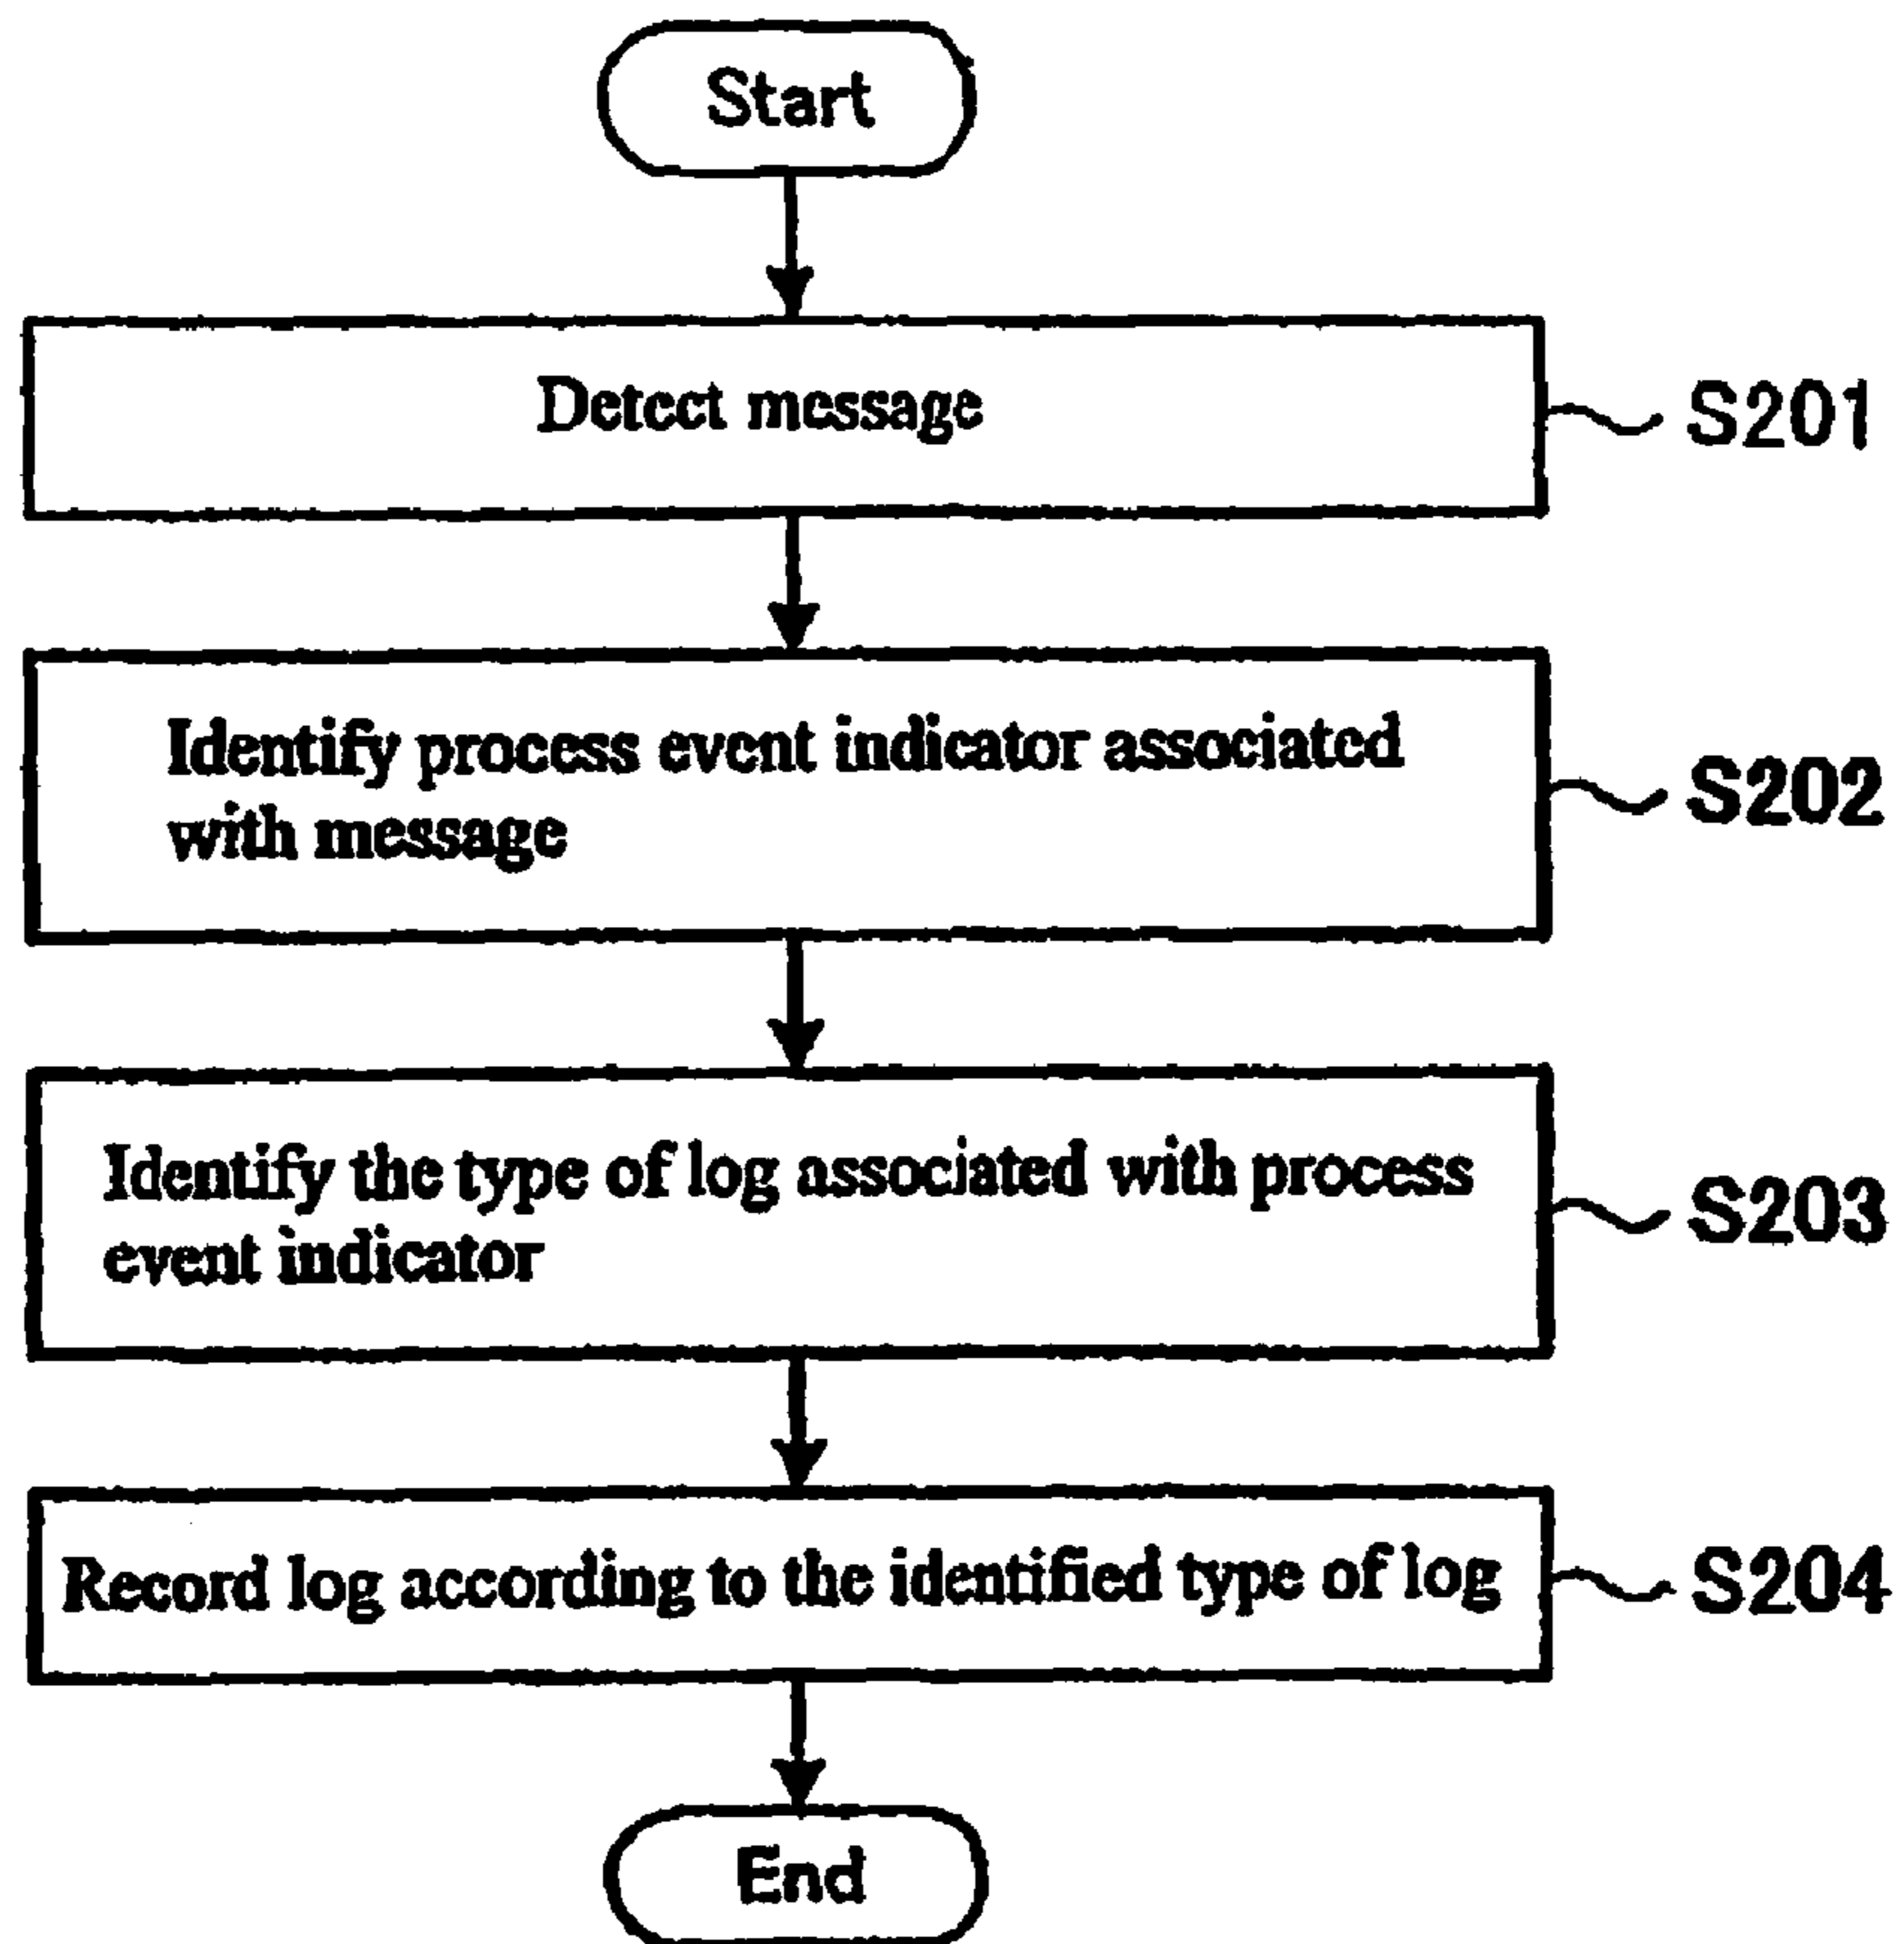 Start
Detect message
S201
Identify process event indicator associated
with message
S202
Identify the type of log associated with process
event indicator
S203
Record log according to the identified type of log
S204
End